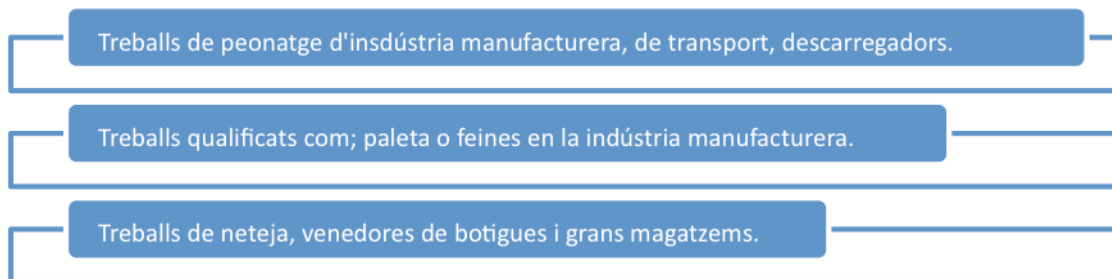 Treballs de peonatge d'insdústria manufacturera, de transport, descarregadors.
Treballs qualificats com; paleta o feines en la indústria manufacturera.
Treballs de neteja, venedores de botigues i grans magatzems.